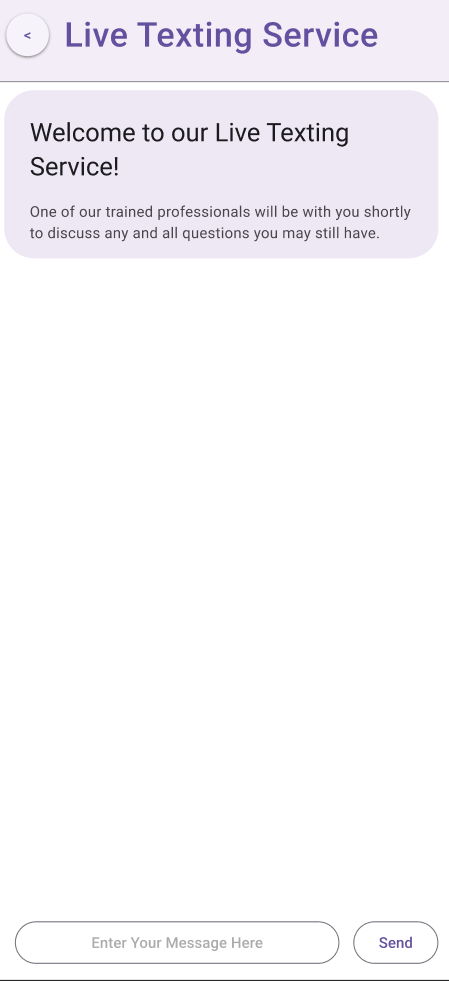 <
Live Texting Service
Welcome to our Live Texting
Service!
One of our trained professionals will be with you shortly
to discuss any and all questions you may still have.
Enter Your Message Here
Send